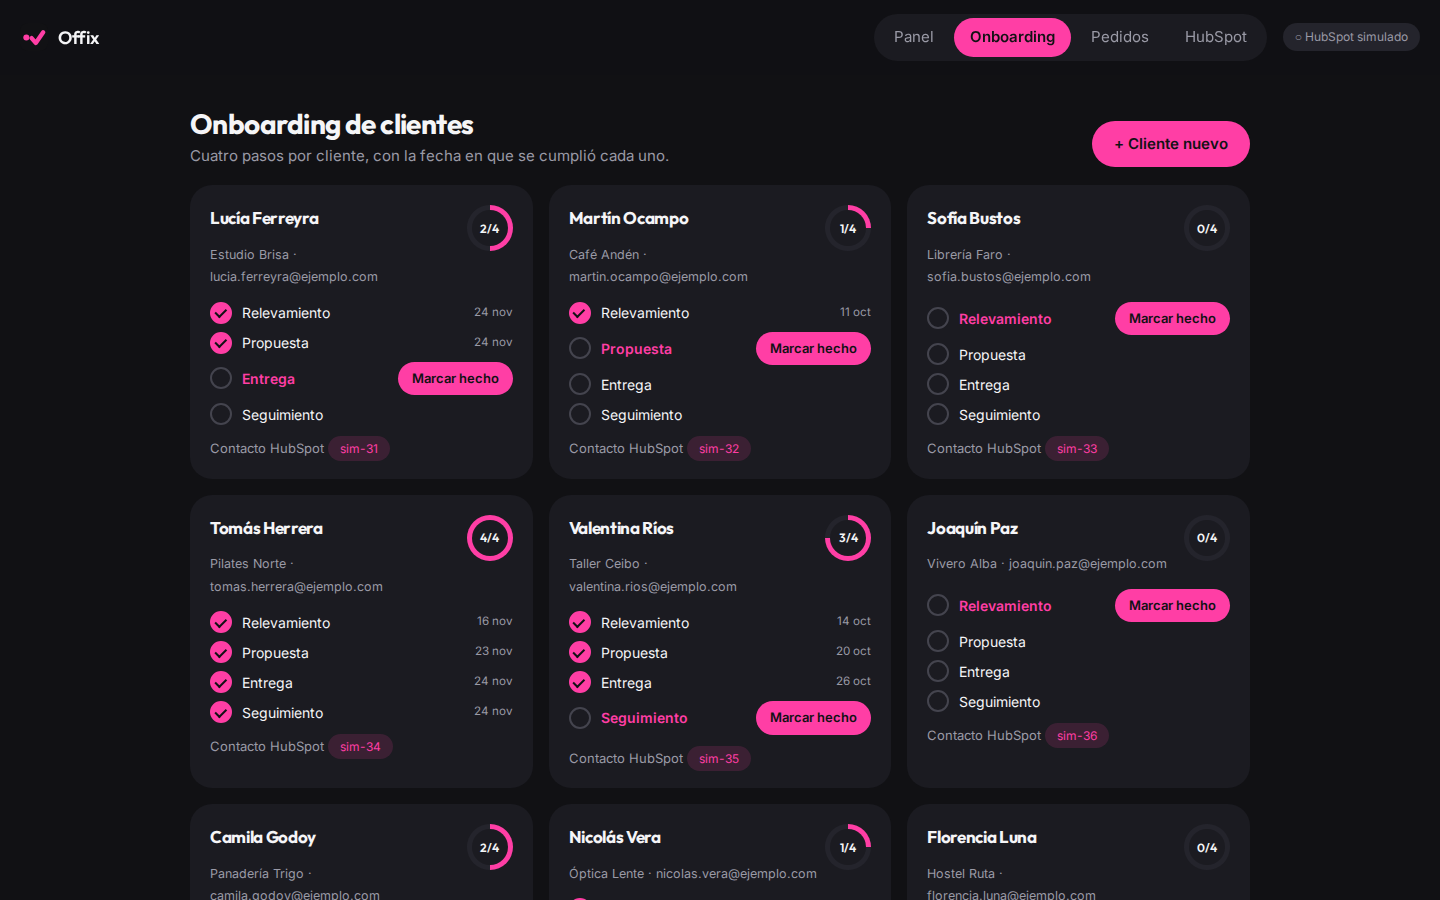 Offix
Panel
Onboarding
Pedidos
HubSpot
○ HubSpot simulado
Onboarding de clientes
Cuatro pasos por cliente, con la fecha en que se cumplió cada uno.
+ Cliente nuevo
Lucía Ferreyra
2/4
Estudio Brisa ·
lucia.ferreyra@ejemplo.com
Relevamiento 24 nov
Propuesta 24 nov
Entrega Marcar hecho
Seguimiento
Contacto HubSpot sim-31
Martín Ocampo
1/4
Café Andén ·
martin.ocampo@ejemplo.com
Relevamiento 11 oct
Propuesta Marcar hecho
Entrega
Seguimiento
Contacto HubSpot sim-32
Sofía Bustos
0/4
Librería Faro ·
sofia.bustos@ejemplo.com
Relevamiento Marcar hecho
Propuesta
Entrega
Seguimiento
Contacto HubSpot sim-33
Tomás Herrera
4/4
Pilates Norte ·
tomas.herrera@ejemplo.com
Relevamiento 16 nov
Propuesta 23 nov
Entrega 24 nov
Seguimiento 24 nov
Contacto HubSpot sim-34
Valentina Ríos
3/4
Taller Ceibo ·
valentina.rios@ejemplo.com
Relevamiento 14 oct
Propuesta 20 oct
Entrega 26 oct
Seguimiento Marcar hecho
Contacto HubSpot sim-35
Joaquín Paz
0/4
Vivero Alba · joaquin.paz@ejemplo.com
Relevamiento Marcar hecho
Propuesta
Entrega
Seguimiento
Contacto HubSpot sim-36
Camila Godoy
2/4
Panadería Trigo ·
camila.godoy@ejemplo.com
Nicolás Vera
1/4
Óptica Lente · nicolas.vera@ejemplo.com
Florencia Luna
0/4
Hostel Ruta ·
florencia.luna@ejemplo.com